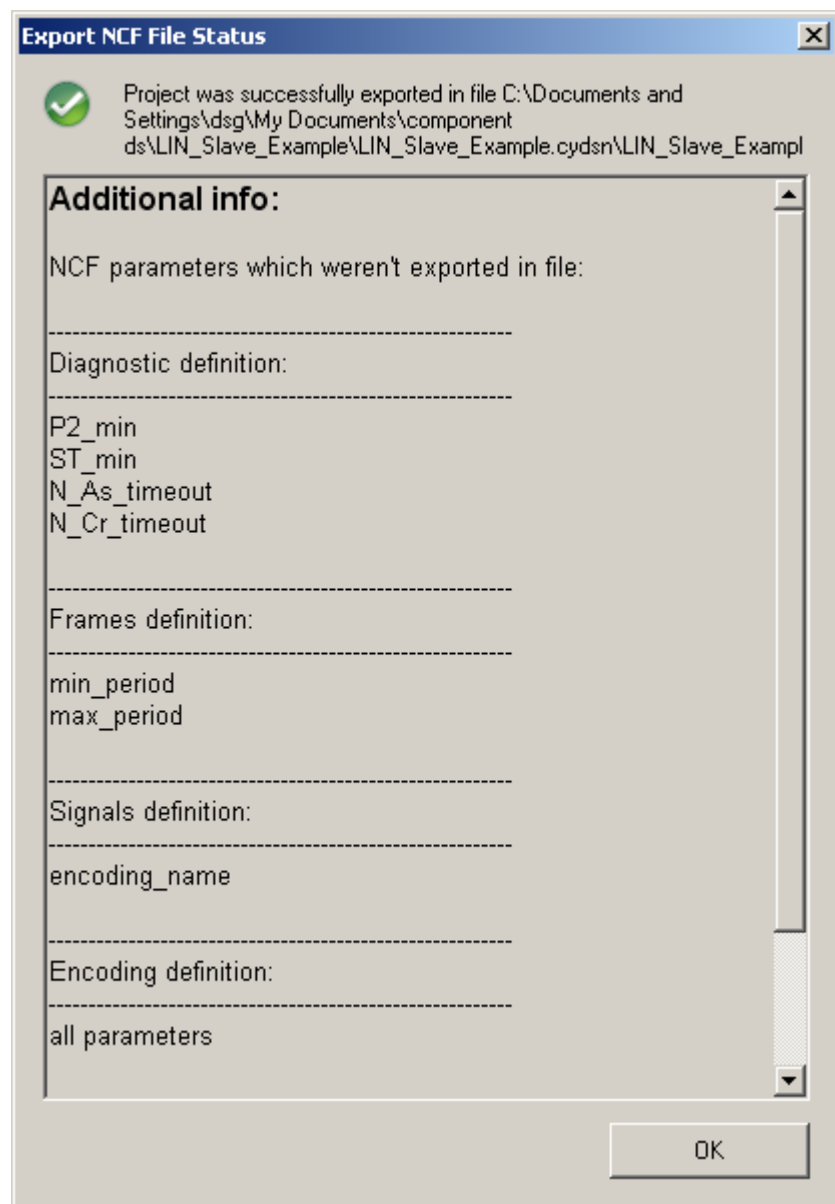 Export NCF File Status
Project was successfully exported in file C:\Documents and
Settings\dsg\My Documents\component
ds\LIN_Slave_Example\LIN_Slave_Example.cydsn\LIN_Slave_Exampl
Additional info:
NCF parameters which weren't exported in file:
----------------------------------------------------------
Diagnostic definition:
----------------------------------------------------------
P2_min
ST_min
N_As_timeout
N_Cr_timeout
----------------------------------------------------------
Frames definition:
----------------------------------------------------------
min_period
max_period
----------------------------------------------------------
Signals definition:
----------------------------------------------------------
encoding_name
----------------------------------------------------------
Encoding definition:
----------------------------------------------------------
all parameters
OK